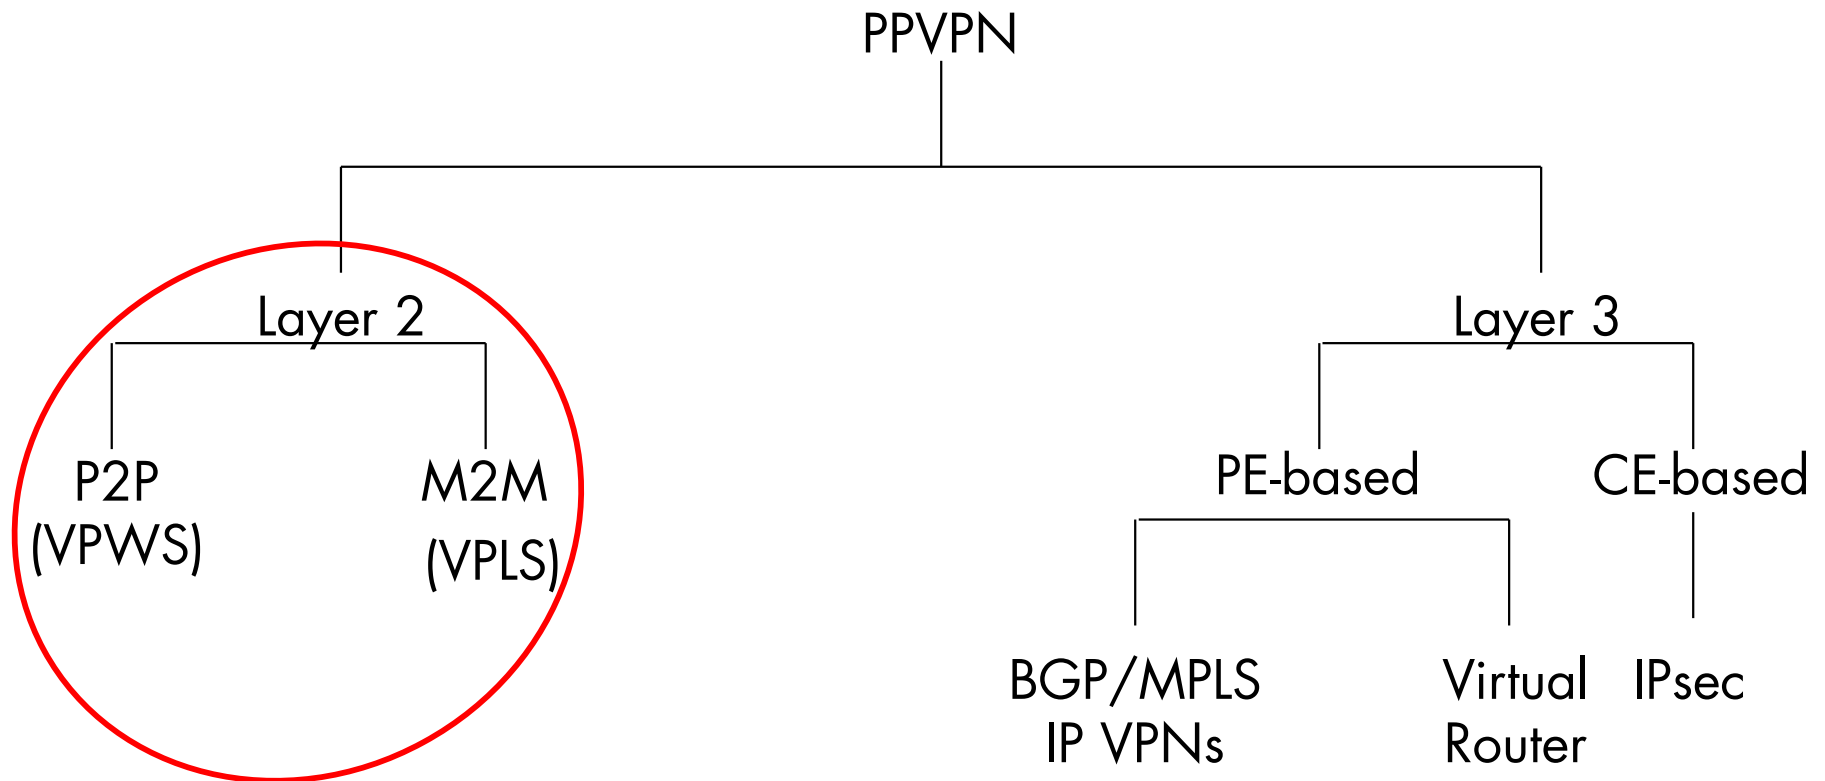 PPVPN
Layer 2
Layer 3
P2P
(VPWS)
M2M
(VPLS)
PE-based
CE-based
BGP/MPLS
IP VPNs
Virtual
Router
IPsec